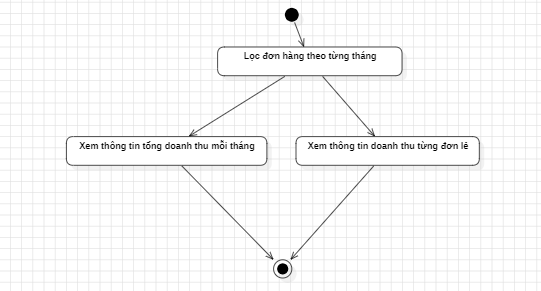 Lọc đơn hàng theo từng tháng
Xem thông tin tổng doanh thu mỗi tháng
Xem thông tin doanh thu từng đơn lẻ